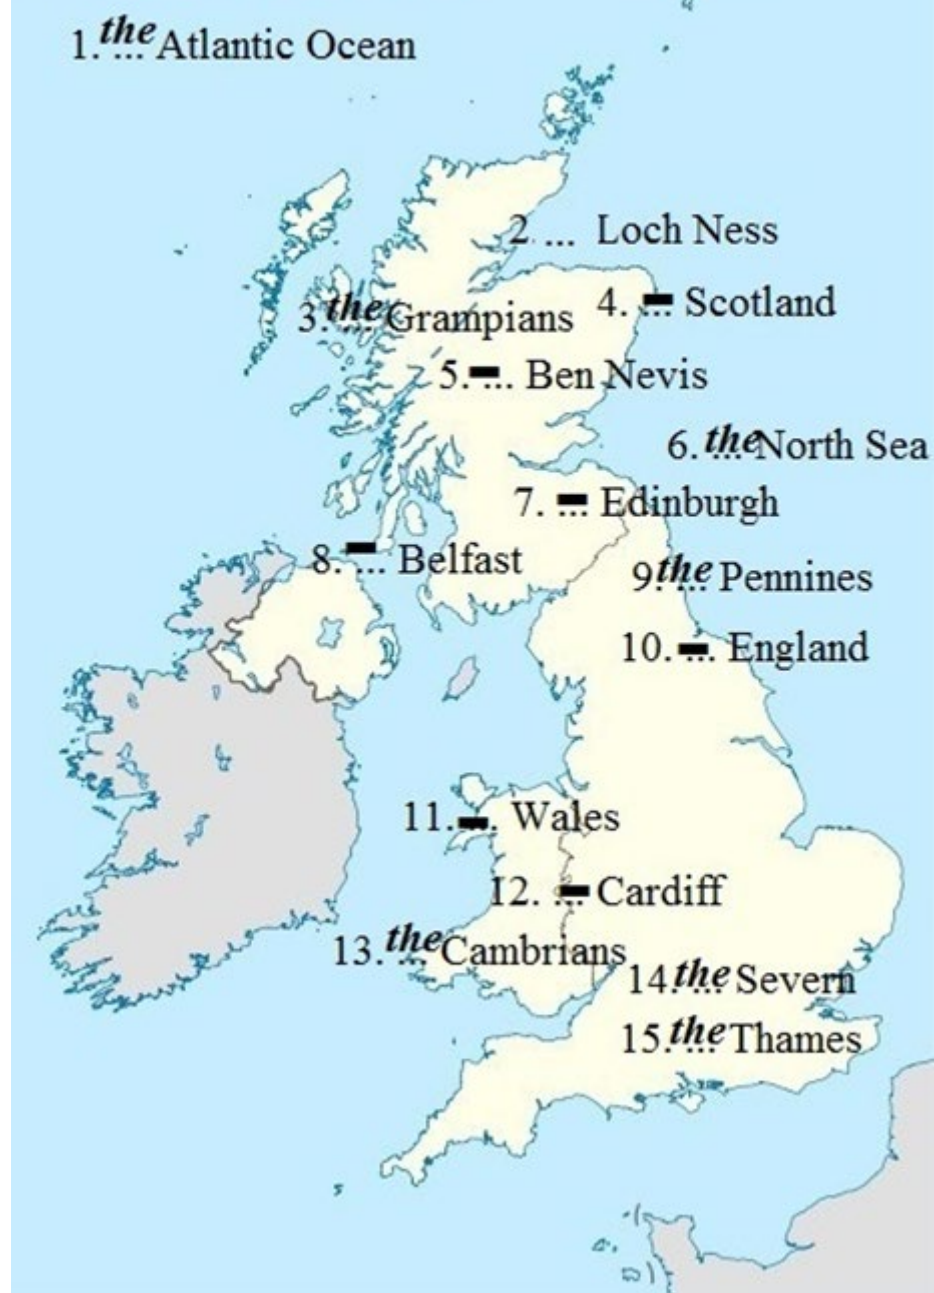 1. the ... Atlantic Ocean
2 ... Loch Ness
3. the ... Grampians
4. – ... Scotland
5. – ... Ben Nevis
6. the ... North Sea
7. – ... Edinburgh
8. – ... Belfast
9. the ... Pennines
10. – ... England
11. – ... Wales
12. – ... Cardiff
13. the ... Cambrians
14. the ... Severn
15. the ... Thames